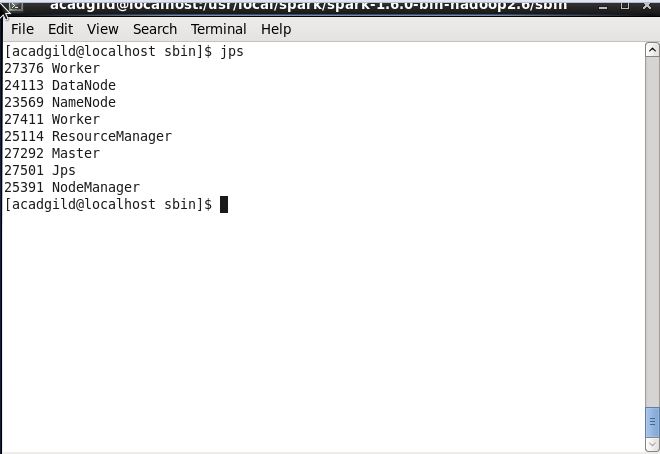 acadgild@localhost:/usr/local/spark/spark-1.6.0-bin-hadoop2.6/sbin
File Edit View Search Terminal Help
[acadgild@localhost sbin]$ jps
27376 Worker
24113 DataNode
23569 NameNode
27411 Worker
25114 ResourceManager
27292 Master
27501 Jps
25391 NodeManager
[acadgild@localhost sbin]$